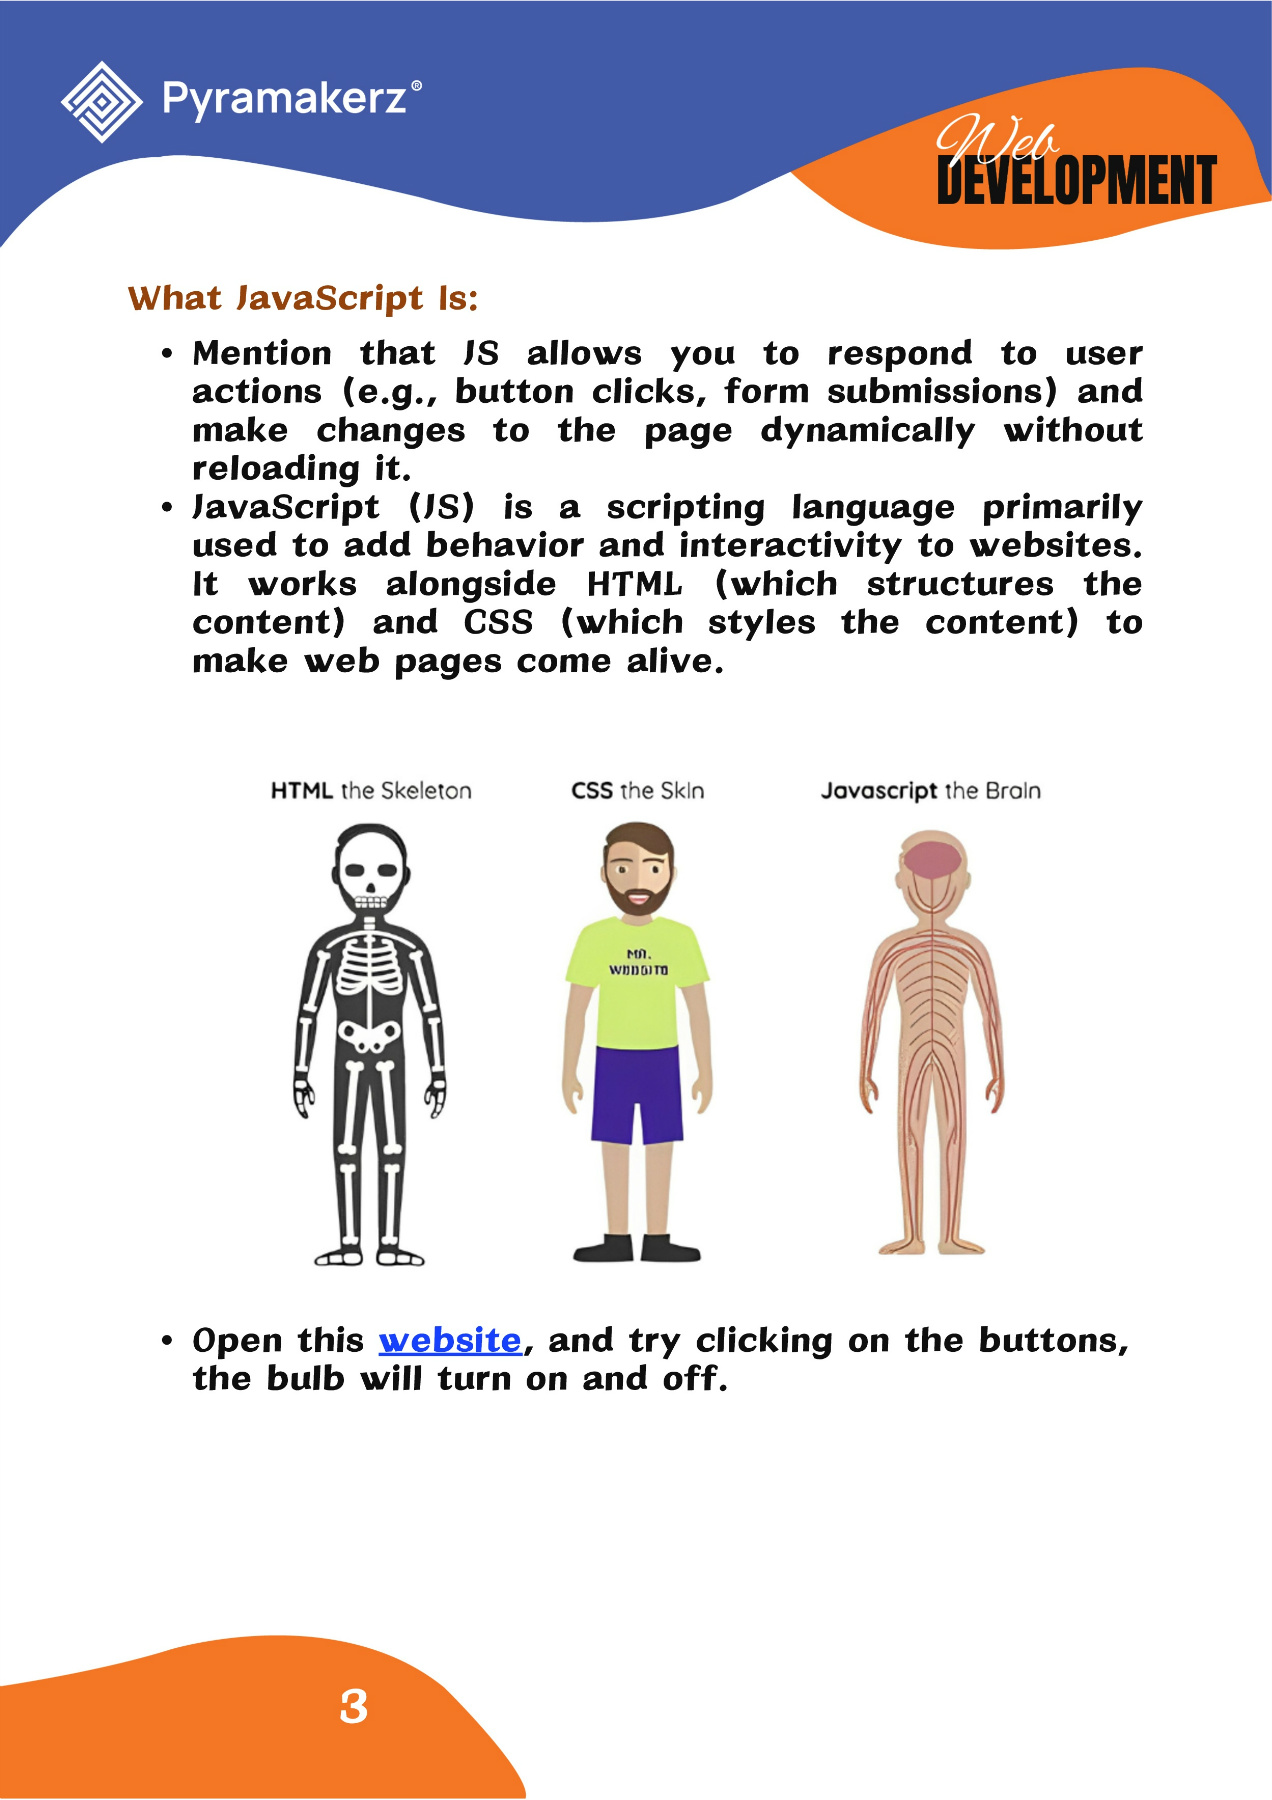 Pyramakerz®
Web
DEVELOPMENT
What JavaScript Is:
• Mention that JS allows you to respond to user
actions (e.g., button clicks, form submissions) and
make changes to the page dynamically without
reloading it.
• JavaScript (JS) is a scripting language primarily
used to add behavior and interactivity to websites.
It works alongside HTML (which structures the
content) and CSS (which styles the content) to
make web pages come alive.
HTML the Skeleton
CSS the Skin
Javascript the Brain
MR.
• Open this website, and try clicking on the buttons,
the bulb will turn on and off.
3